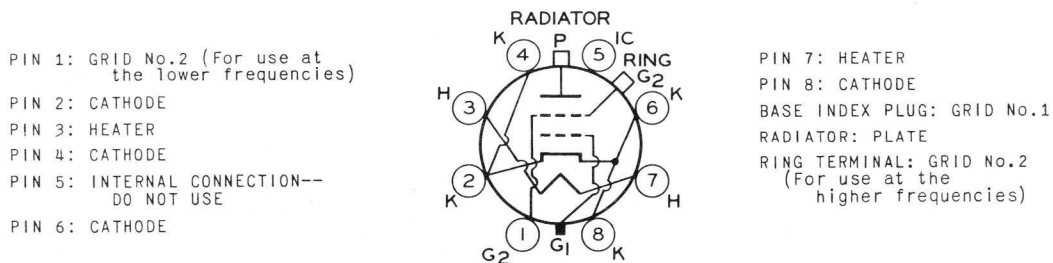 PIN 1: GRID No.2 (For use at
the lower frequencies)
PIN 2: CATHODE
PIN 3: HEATER
PIN 4: CATHODE
PIN 5: INTERNAL CONNECTION--
DO NOT USE
PIN 6: CATHODE
RADIATOR
K
P
IC
4
5
RING
G2
H
K
3
6
2
7
K
H
1
8
G2
G1
K
PIN 7: HEATER
PIN 8: CATHODE
BASE INDEX PLUG: GRID No.1
RADIATOR: PLATE
RING TERMINAL: GRID No.2
(For use at the
higher frequencies)